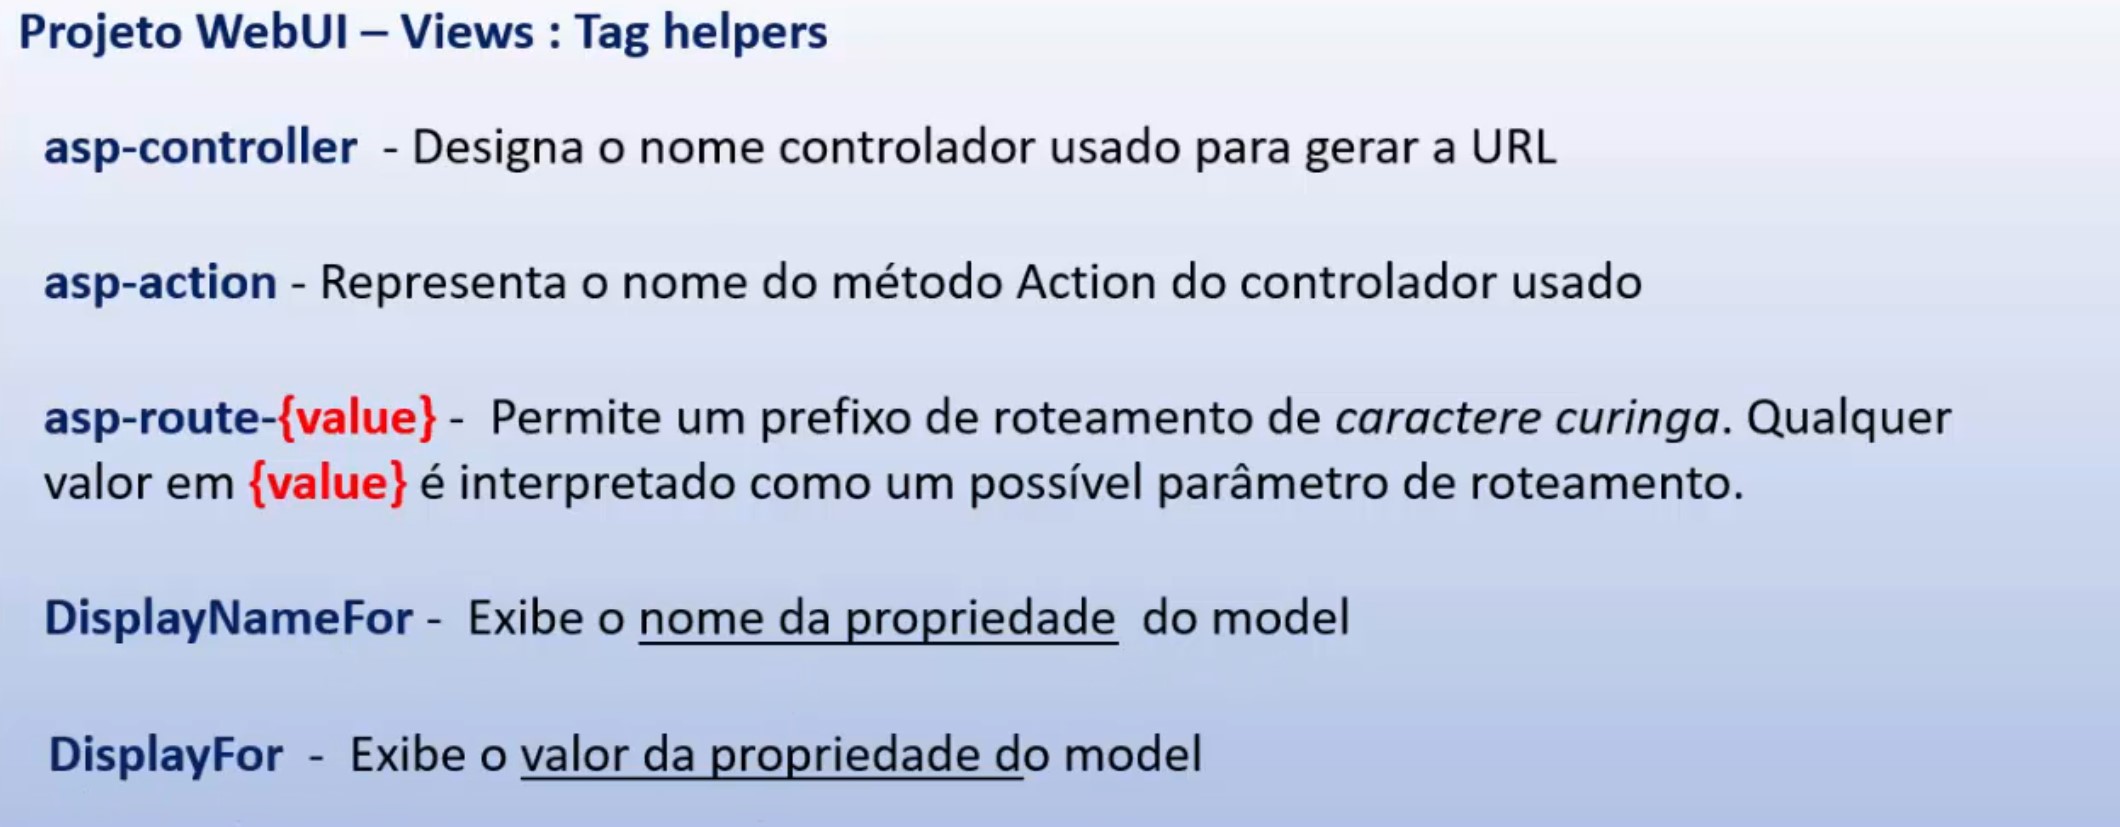 Projeto WebUI – Views : Tag helpers
asp-controller - Designa o nome controlador usado para gerar a URL
asp-action - Representa o nome do método Action do controlador usado
asp-route-{value} - Permite um prefixo de roteamento de caractere curinga. Qualquer
valor em {value} é interpretado como um possível parâmetro de roteamento.
DisplayNameFor - Exibe o nome da propriedade do model
DisplayFor - Exibe o valor da propriedade do model